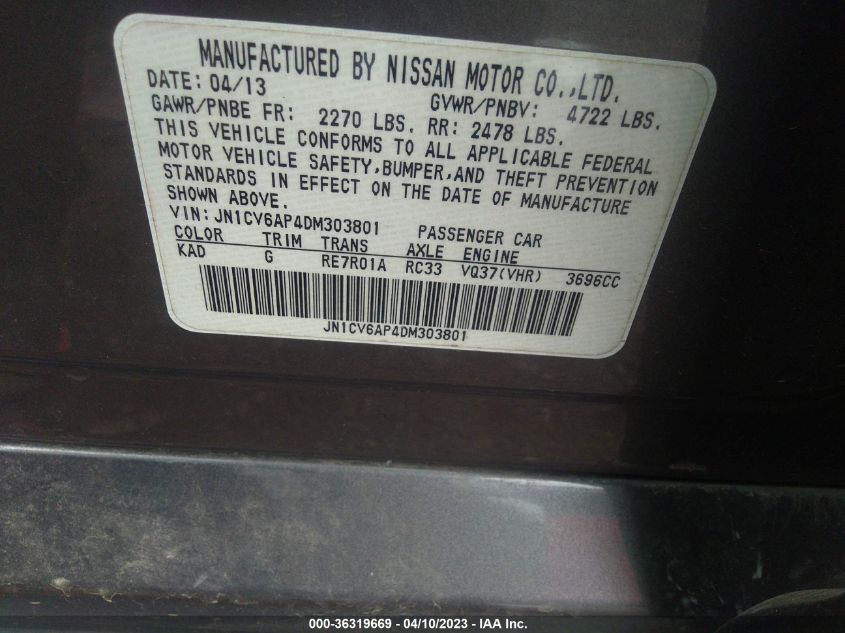 MANUFACTURED BY NISSAN MOTOR CO.,LTD.
DATE: 04/13 GVWR/PNBV: 4722 LBS.
GAWR/PNBE FR: 2270 LBS. RR: 2478 LBS.
THIS VEHICLE CONFORMS TO ALL APPLICABLE FEDERAL
MOTOR VEHICLE SAFETY,BUMPER,AND THEFT PREVENTION
STANDARDS IN EFFECT ON THE DATE OF MANUFACTURE
SHOWN ABOVE.
VIN:JN1CV6AP4DM303801 PASSENGER CAR
COLOR TRIM TRANS AXLE ENGINE
KAD G RE7R01A RC33 VQ37(VHR) 3696CC
JN1CV6AP4DM303801
000-36319669 - 04/10/2023 - IAA Inc.